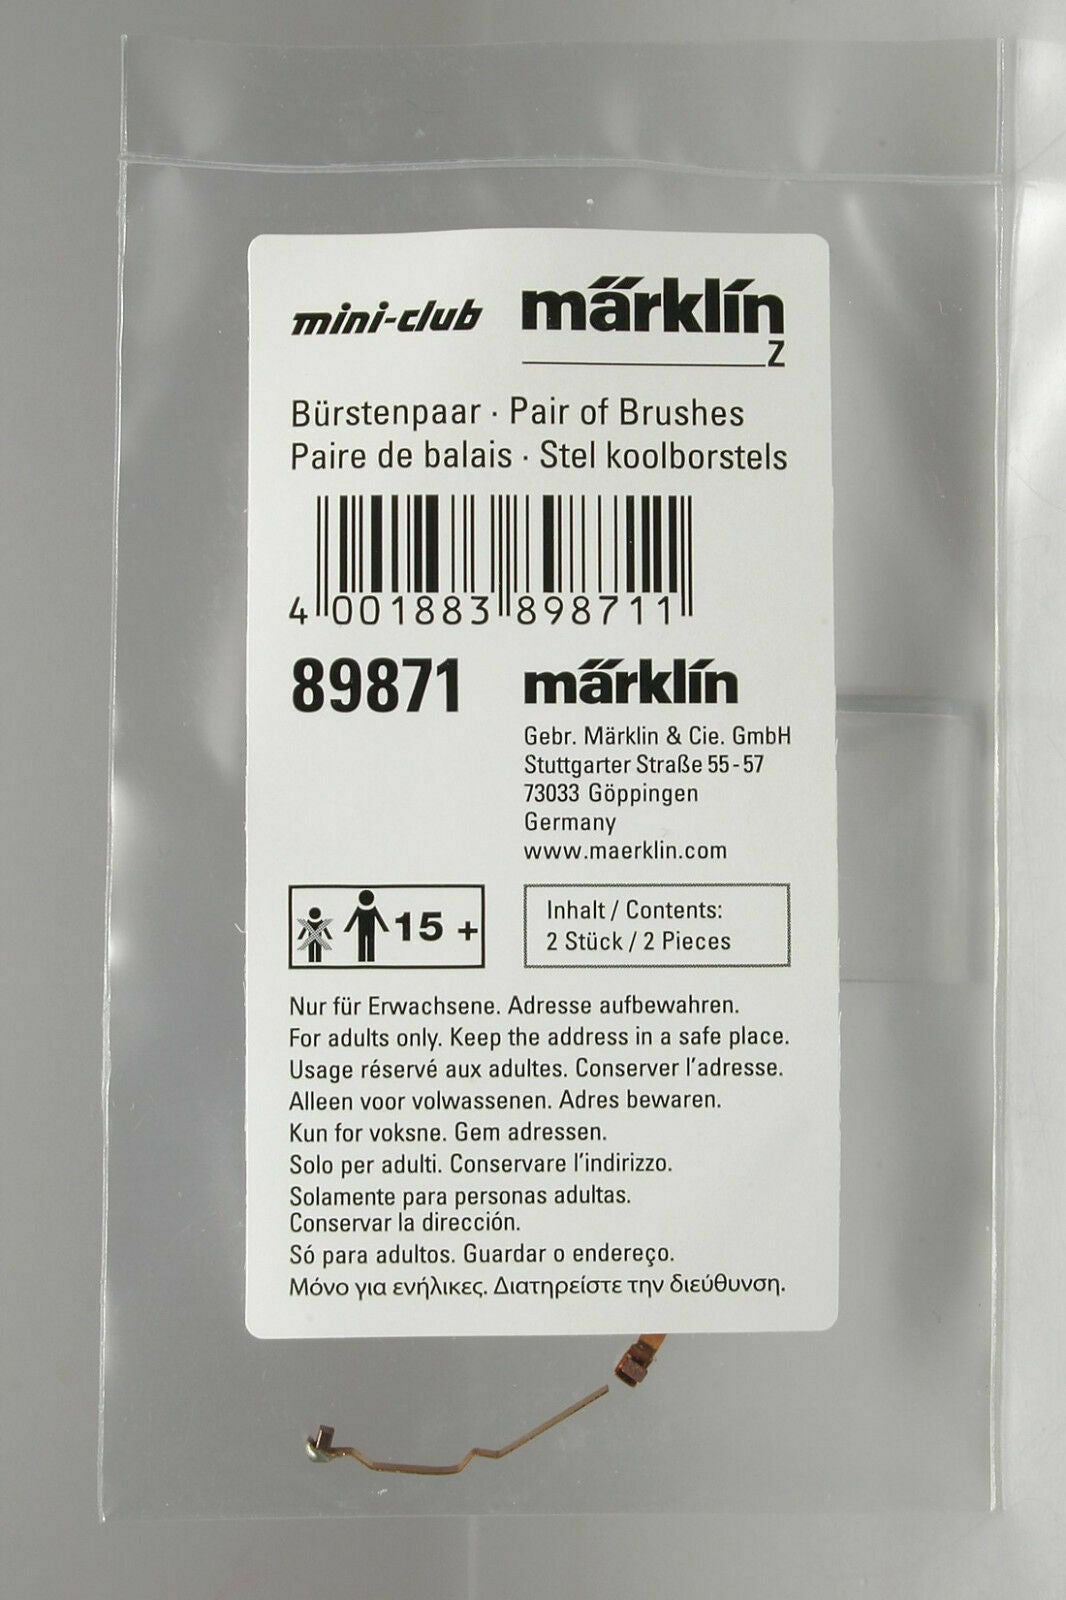 mini-club märklín
Z
Bürstenpaar · Pair of Brushes
Paire de balais · Stel koolborstels
4 001883 898711
89871 märklín
Gebr. Märklin & Cie. GmbH
Stuttgarter Straße 55-57
73033 Göppingen
Germany
www.maerklin.com
15 +
Inhalt / Contents:
2 Stück / 2 Pieces
Nur für Erwachsene. Adresse aufbewahren.
For adults only. Keep the address in a safe place.
Usage réservé aux adultes. Conserver l'adresse.
Alleen voor volwassenen. Adres bewaren.
Kun for voksne. Gem adressen.
Solo per adulti. Conservare l'indirizzo.
Solamente para personas adultas.
Conservar la dirección.
Só para adultos. Guardar o endereço.
Μόνο για ενήλικες. Διατηρείστε την διεύθυνση.